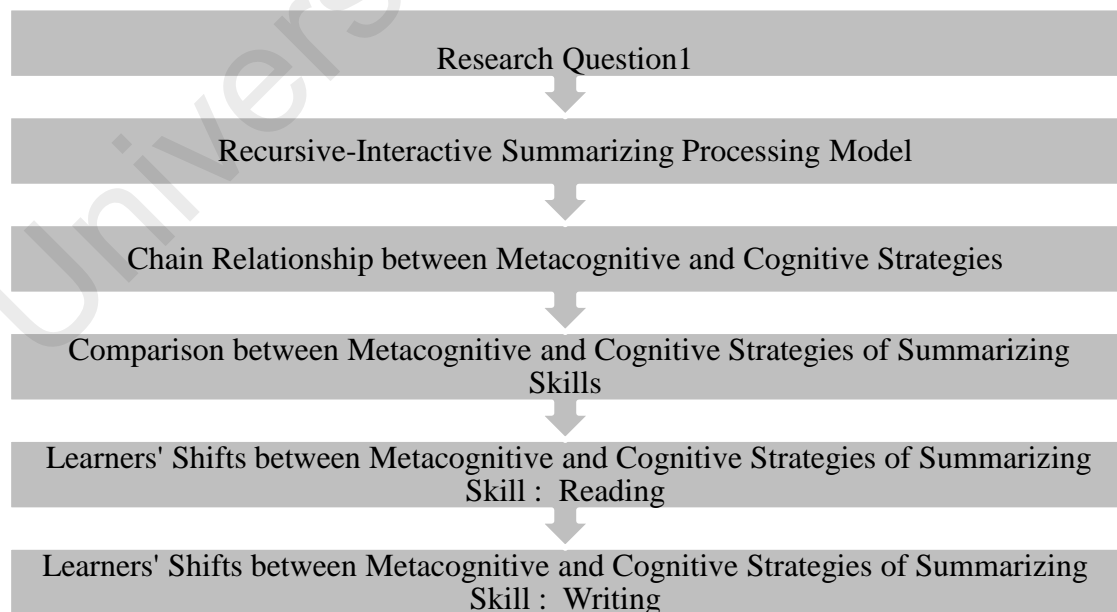 Research Question1
Recursive-Interactive Summarizing Processing Model
Chain Relationship between Metacognitive and Cognitive Strategies
Comparison between Metacognitive and Cognitive Strategies of Summarizing
Skills
Learners' Shifts between Metacognitive and Cognitive Strategies of Summarizing
Skill : Reading
Learners' Shifts between Metacognitive and Cognitive Strategies of Summarizing
Skill : Writing